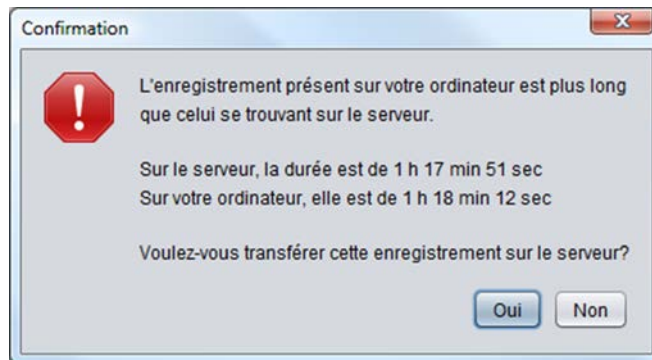 Confirmation
L'enregistrement présent sur votre ordinateur est plus long
que celui se trouvant sur le serveur.
Sur le serveur, la durée est de 1 h 17 min 51 sec
Sur votre ordinateur, elle est de 1 h 18 min 12 sec
Voulez-vous transférer cette enregistrement sur le serveur?
Oui Non